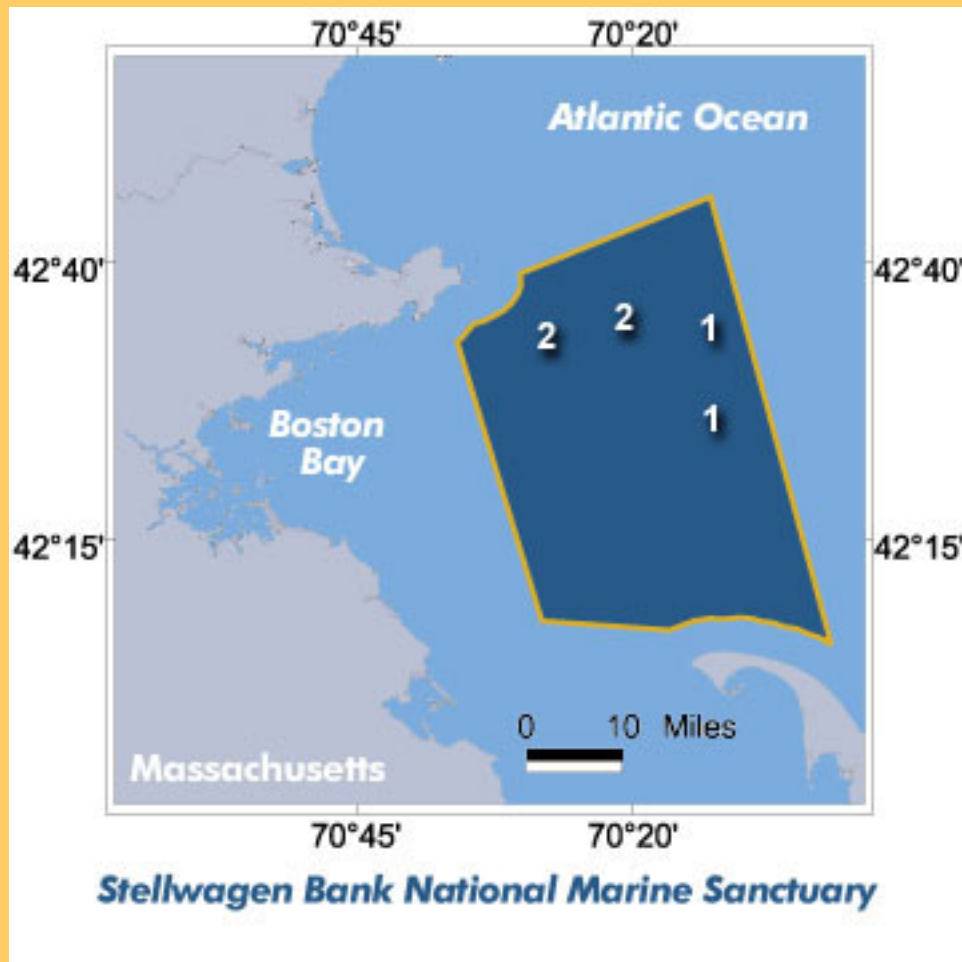 70°45' 70°20'
Atlantic Ocean
42°40' 42°40'
2 2 1
1
Boston
Bay
42°15' 42°15'
0 10 Miles
Massachusetts
70°45' 70°20'
Stellwagen Bank National Marine Sanctuary